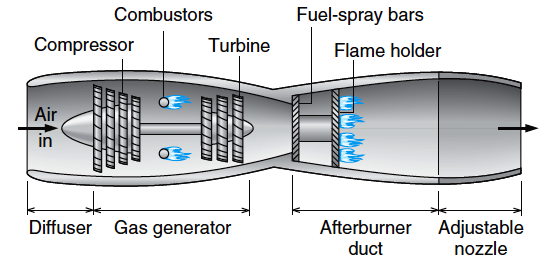 Combustors
Fuel-spray bars
Compressor
Turbine
Flame holder
Air
in
Diffuser
Gas generator
Afterburner
duct
Adjustable
nozzle